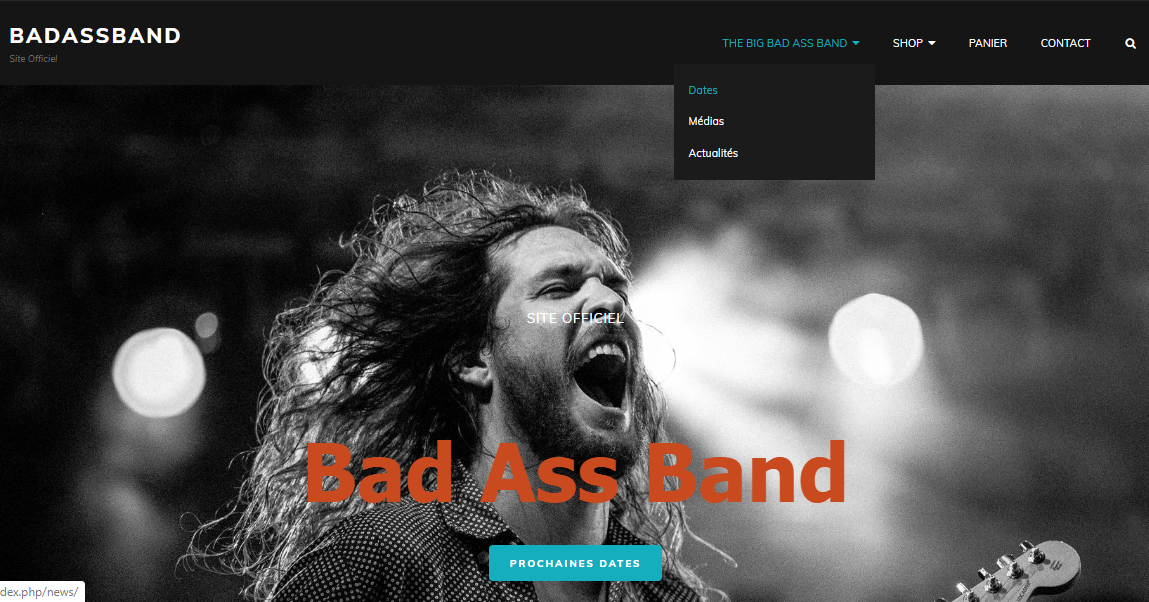 BADASSBAND
Site Officiel
THE BIG BAD ASS BAND
SHOP
PANIER
CONTACT
Dates
Médias
Actualités
SITE OFFICIEL
Bad Ass Band
PROCHAINES DATES
dex.php/news/